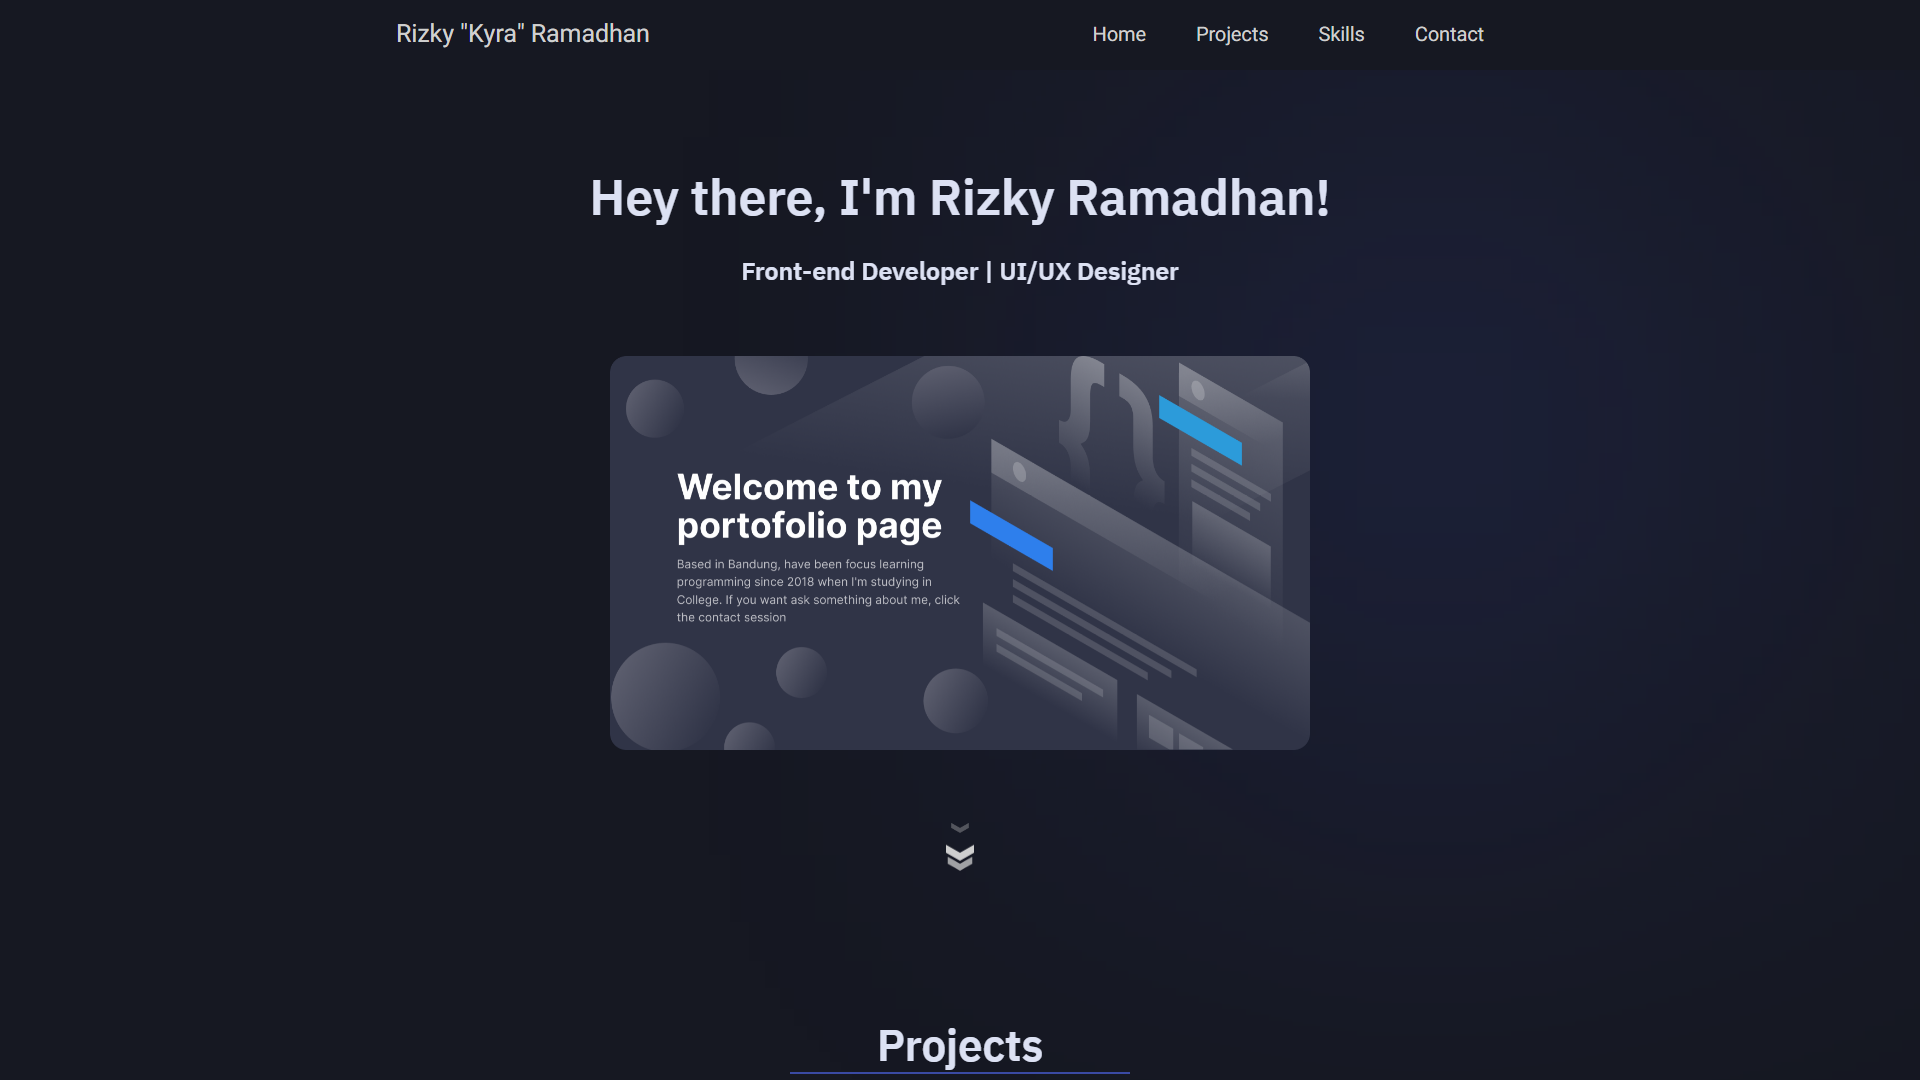 Rizky "Kyra" Ramadhan
Home
Projects
Skills
Contact
Hey there, I'm Rizky Ramadhan!
Front-end Developer | UI/UX Designer
Welcome to my
portofolio page
Based in Bandung, have been focus learning
programming since 2018 when I'm studying in
College. If you want ask something about me, click
the contact session
Projects